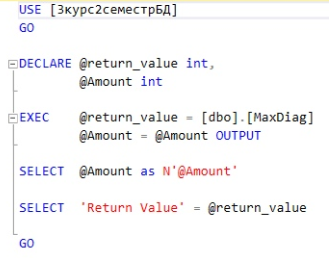 USE [3курс2семестрБД]
GO
DECLARE @return_value int,
@Amount int
EXEC @return_value = [dbo].[MaxDiag]
@Amount = @Amount OUTPUT
SELECT @Amount as N'@Amount'
SELECT 'Return Value' = @return_value
GO